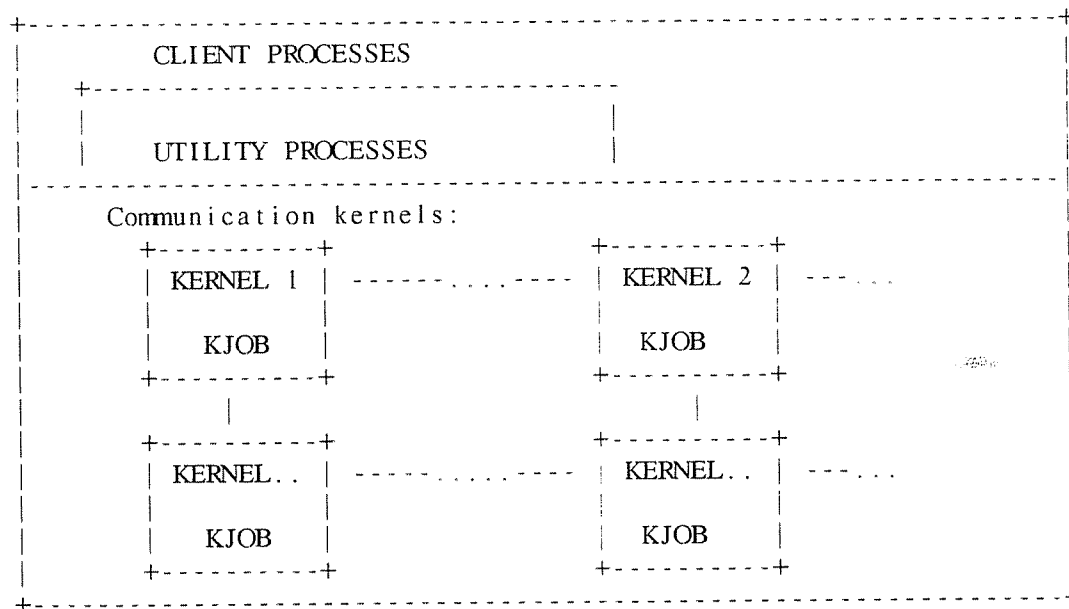 CLIENT PROCESSES
UTILITY PROCESSES
Communication kernels:
KERNEL 1 KERNEL 2
KJOB KJOB
KERNEL.. KERNEL..
KJOB KJOB